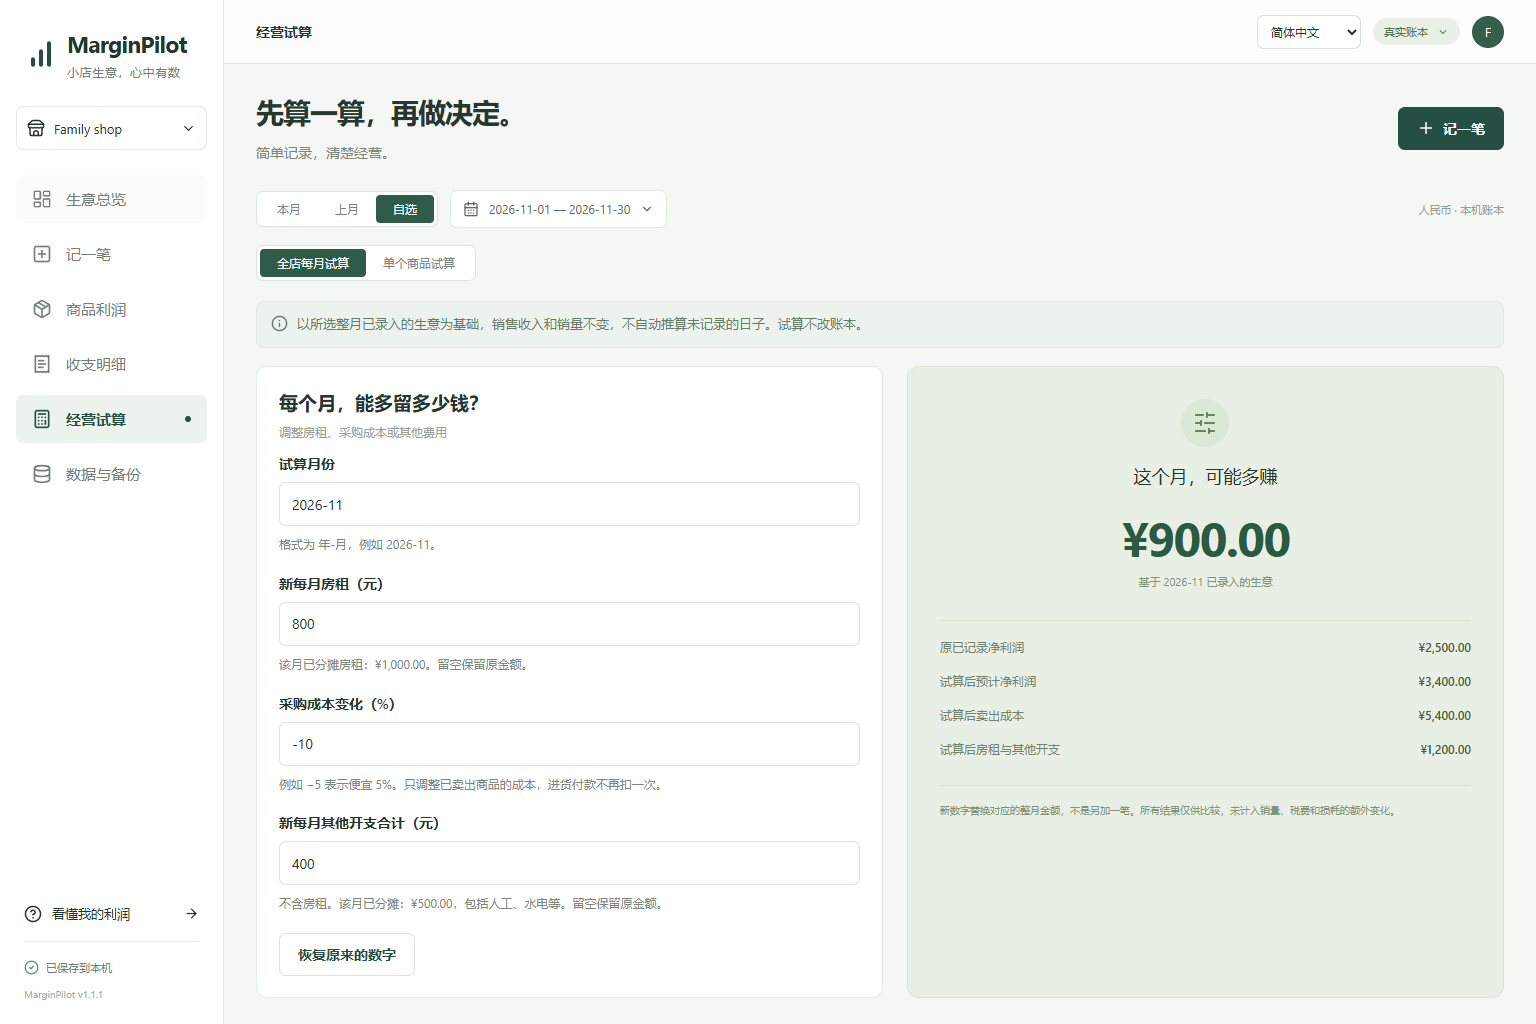 MarginPilot
小店生意，心中有数
Family shop
生意总览
记一笔
商品利润
收支明细
经营试算
数据与备份
看懂我的利润
已保存到本机
MarginPilot v1.1.1
经营试算
简体中文
真实账本
F
先算一算，再做决定。
简单记录，清楚经营。
记一笔
本月
上月
自选
2026-11-01 — 2026-11-30
人民币 · 本机账本
全店每月试算
单个商品试算
以所选整月已录入的生意为基础，销售收入和销量不变，不自动推算未记录的日子。试算不改账本。
每个月，能多留多少钱？
调整房租、采购成本或其他费用
试算月份
2026-11
格式为 年-月，例如 2026-11。
新每月房租（元）
800
该月已分摊房租：¥1,000.00。留空保留原金额。
采购成本变化（%）
-10
例如 −5 表示便宜 5%。只调整已卖出商品的成本，进货付款不再扣一次。
新每月其他开支合计（元）
400
不含房租。该月已分摊：¥500.00，包括人工、水电等。留空保留原金额。
恢复原来的数字
这个月，可能多赚
¥900.00
基于 2026-11 已录入的生意
原已记录净利润
¥2,500.00
试算后预计净利润
¥3,400.00
试算后卖出成本
¥5,400.00
试算后房租与其他开支
¥1,200.00
新数字替换对应的整月金额，不是另加一笔。所有结果仅供比较，未计入销量、税费和损耗的额外变化。